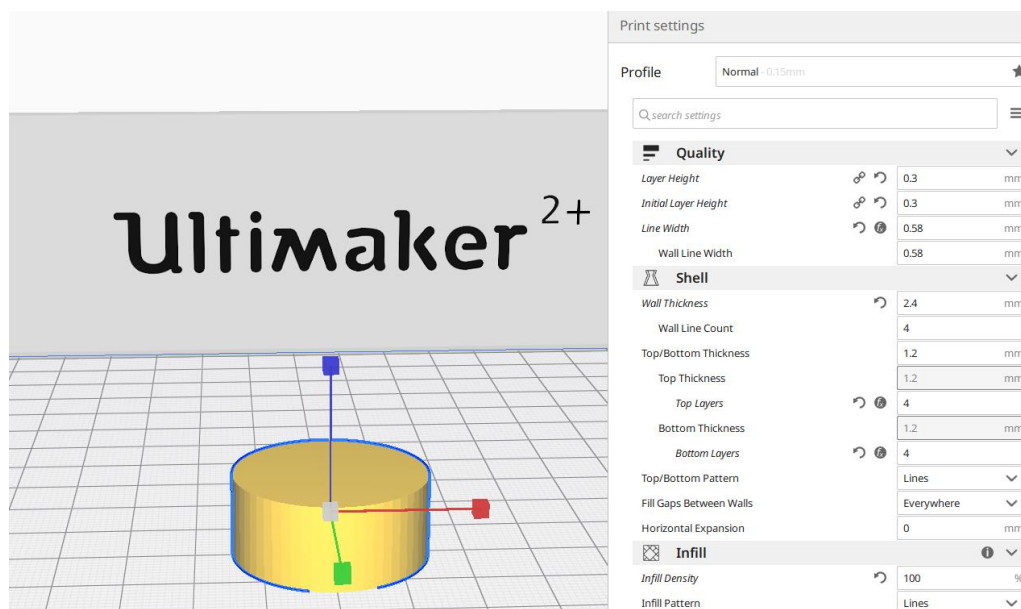 Print settings
Profile
Normal - 0.15mm
search settings
Quality
Layer Height 0.3 mm
Initial Layer Height 0.3 mm
Line Width 0.58 mm
Wall Line Width 0.58 mm
Shell
Wall Thickness 2.4 mm
Wall Line Count 4
Top/Bottom Thickness 1.2 mm
Top Thickness 1.2 mm
Top Layers 4
Bottom Thickness 1.2 mm
Bottom Layers 4
Top/Bottom Pattern Lines
Fill Gaps Between Walls Everywhere
Horizontal Expansion 0 mm
Infill
Infill Density 100 %
Infill Pattern Lines
Ultimaker 2+